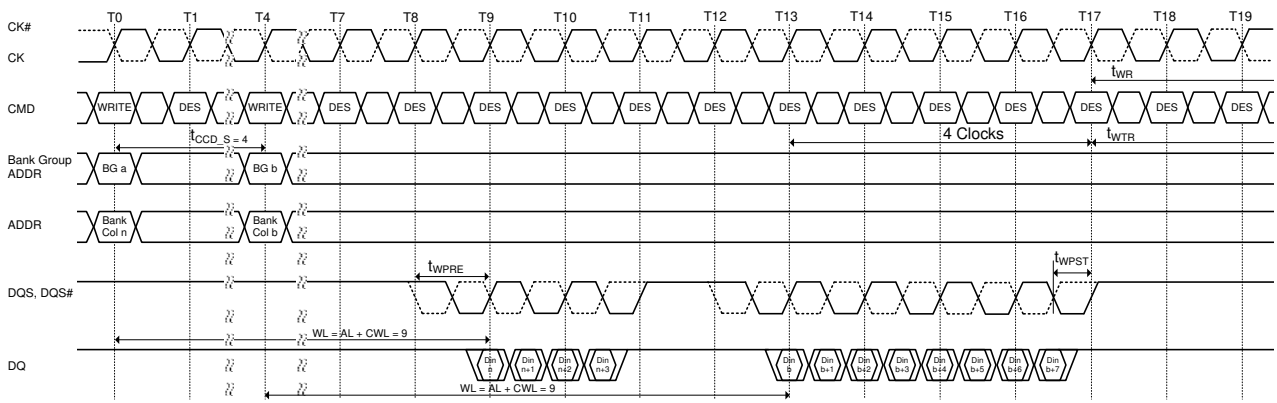 T0 T1 T4 T7 T8 T9 T10 T11 T12 T13 T14 T15 T16 T17 T18 T19
CK#
CK
tWR
CMD WRITE DES WRITE DES DES DES DES DES DES DES DES DES DES DES DES DES
tCCD_S = 4
4 Clocks
tWTR
Bank Group
ADDR
BG a BG b
ADDR
Bank
Col n
Bank
Col b
tWPRE
tWPST
DQS, DQS#
WL = AL + CWL = 9
DQ
Din
n
Din
n+1
Din
n+2
Din
n+3
Din
b
Din
b+1
Din
b+2
Din
b+3
Din
b+4
Din
b+5
Din
b+6
Din
b+7
WL = AL + CWL = 9